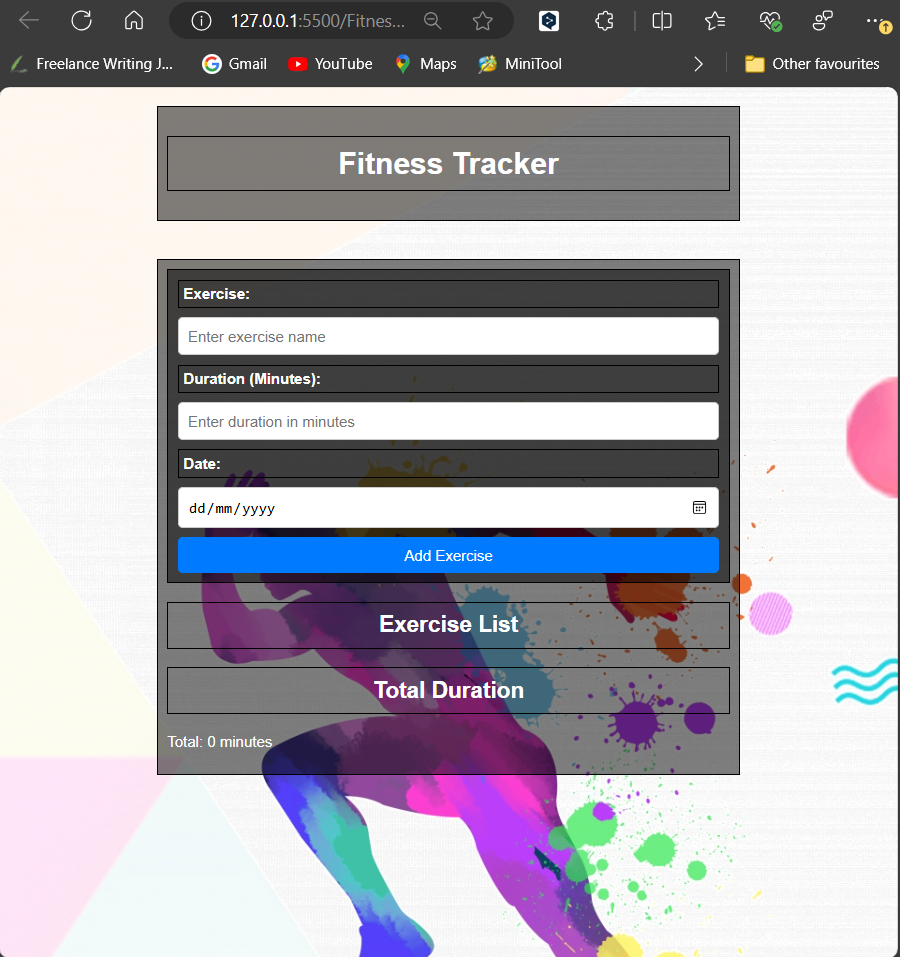 127.0.0.1:5500/Fitnes...
Freelance Writing J... Gmail YouTube Maps MiniTool Other favourites
Fitness Tracker
Exercise:
Enter exercise name
Duration (Minutes):
Enter duration in minutes
Date:
dd/mm/yyyy
Add Exercise
Exercise List
Total Duration
Total: 0 minutes